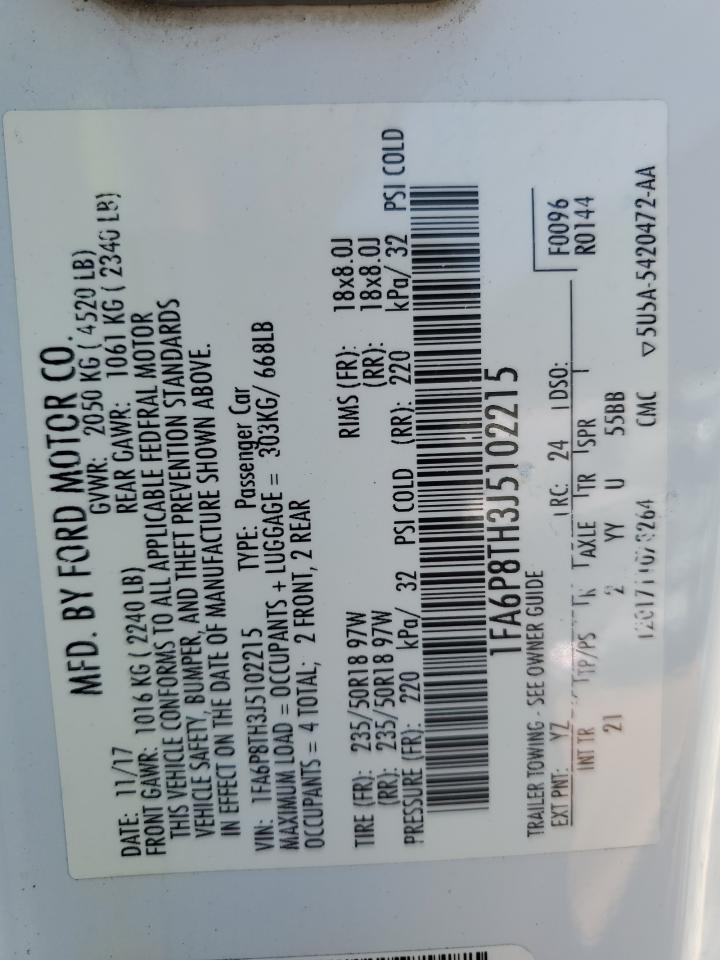 MFD. BY FORD MOTOR CO.
DATE: 11/17 GVWR: 2050 KG ( 4520 LB)
FRONT GAWR: 1016 KG ( 2240 LB) REAR GAWR: 1061 KG ( 2340 LB)
THIS VEHICLE CONFORMS TO ALL APPLICABLE FEDFRAL MOTOR
VEHICLE SAFETY, BUMPER, AND THEFT PREVENTION STANDARDS
IN EFFECT ON THE DATE OF MANUFACTURE SHOWN ABOVE.
VIN: 1FA6P8TH3J5102215 TYPE: Passenger Car
MAXIMUM LOAD = OCCUPANTS + LUGGAGE = 303KG/ 668LB
OCCUPANTS = 4 TOTAL; 2 FRONT, 2 REAR
TIRE (FR): 235/50R18 97W RIMS (FR): 18x8.0J
(RR): 235/50R18 97W (RR): 18x8.0J
PRESSURE (FR): 220 kPa/ 32 PSI COLD (RR): 220 kPa/ 32 PSI COLD
1FA6P8TH3J5102215
TRAILER TOWING - SEE OWNER GUIDE
EXT PNT: YZ RC: 24 DSO: F0096
INT TR TP/PS AXLE TR SPR R0144
21 2 YY U 55BB
CMC ▽5U5A-5420472-AA